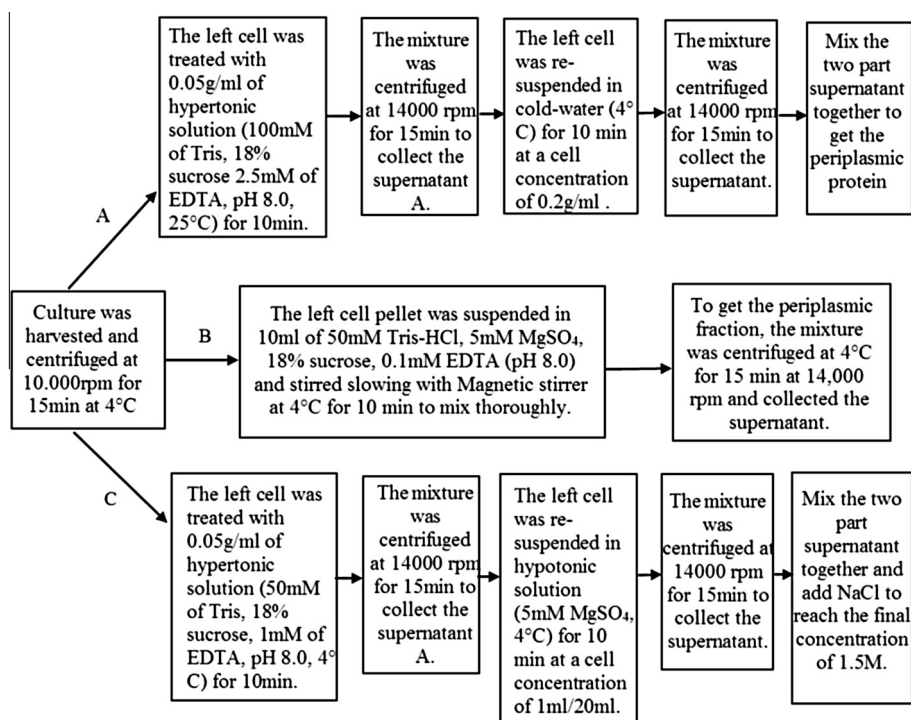 A
The left cell was
treated with
0.05g/ml of
hypertonic
solution (100mM
of Tris, 18%
sucrose 2.5mM of
EDTA, pH 8.0,
25°C) for 10min.
The mixture
was
centrifuged
at 14000 rpm
for 15min to
collect the
supernatant
A.
The left cell
was re-
suspended in
cold-water (4°
C) for 10 min
at a cell
concentration
of 0.2g/ml .
The mixture
was
centrifuged
at 14000 rpm
for 15min to
collect the
supernatant.
Mix the
two part
supernatant
together to
get the
periplasmic
protein
Culture was
harvested and
centrifuged at
10.000rpm for
15min at 4°C
B
The left cell pellet was suspended in
10ml of 50mM Tris-HCl, 5mM MgSO₄,
18% sucrose, 0.1mM EDTA (pH 8.0)
and stirred slowing with Magnetic stirrer
at 4°C for 10 min to mix thoroughly.
To get the periplasmic
fraction, the mixture
was centrifuged at 4°C
for 15 min at 14,000
rpm and collected the
supernatant.
C
The left cell was
treated with
0.05g/ml of
hypertonic
solution (50mM
of Tris, 18%
sucrose, 1mM of
EDTA, pH 8.0, 4°
C) for 10min.
The mixture
was
centrifuged
at 14000 rpm
for 15min to
collect the
supernatant
A.
The left cell
was re-
suspended in
hypotonic
solution
(5mM MgSO₄,
4°C) for 10
min at a cell
concentration
of 1ml/20ml.
The mixture
was
centrifuged at
14000 rpm
for 15min to
collect the
supernatant.
Mix the two
part
supernatant
together and
add NaCl to
reach the final
concentration
of 1.5M.